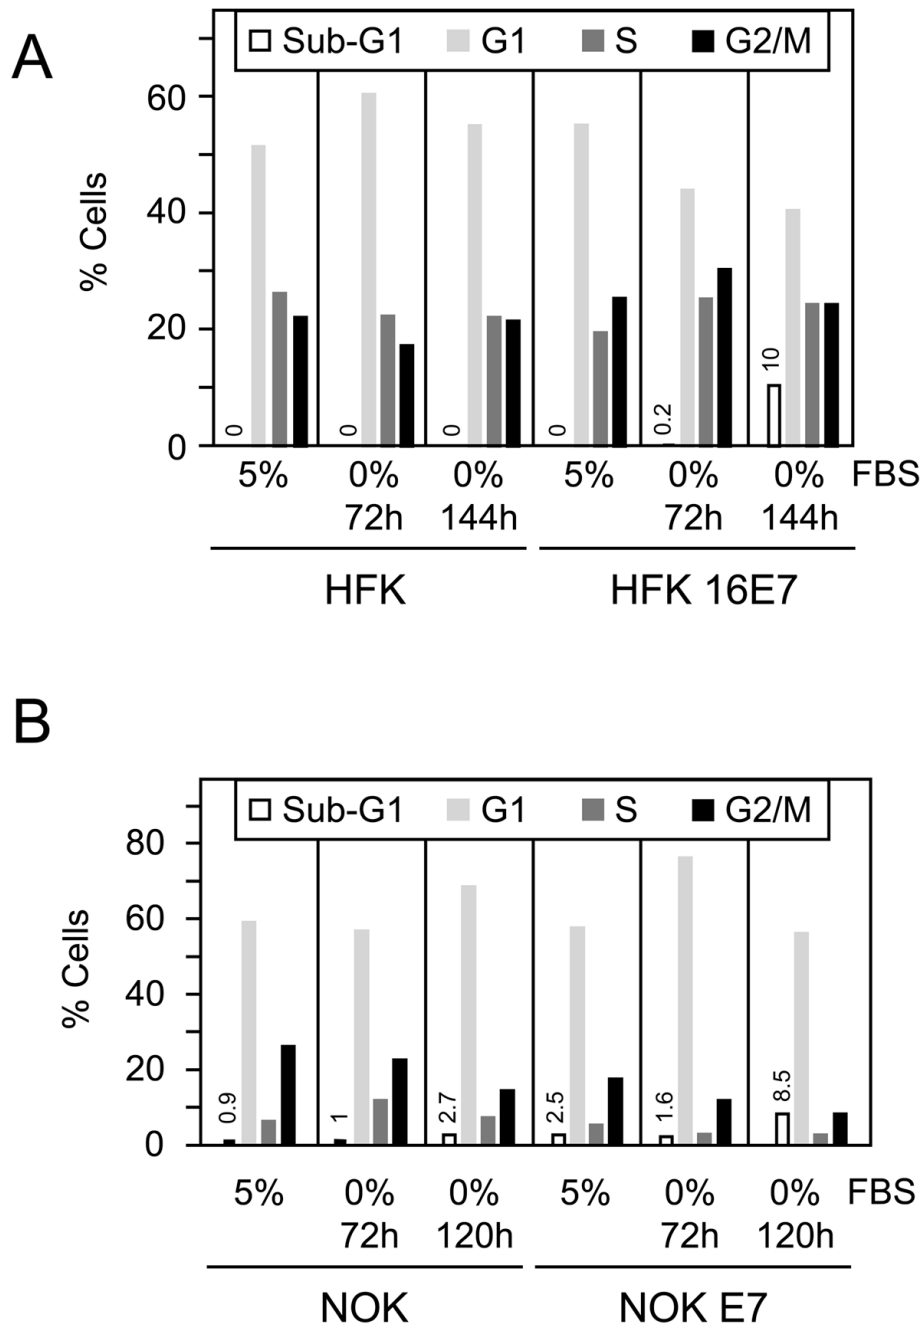 A
Sub-G1 G1 S G2/M
% Cells
60
40
20
0
0 0 0 0 0.2 10
5% 0% 0% 5% 0% 0% FBS
72h 144h 72h 144h
HFK HFK 16E7
B
Sub-G1 G1 S G2/M
% Cells
80
60
40
20
0
0.9 1 2.7 2.5 1.6 8.5
5% 0% 0% 5% 0% 0% FBS
72h 120h 72h 120h
NOK NOK E7